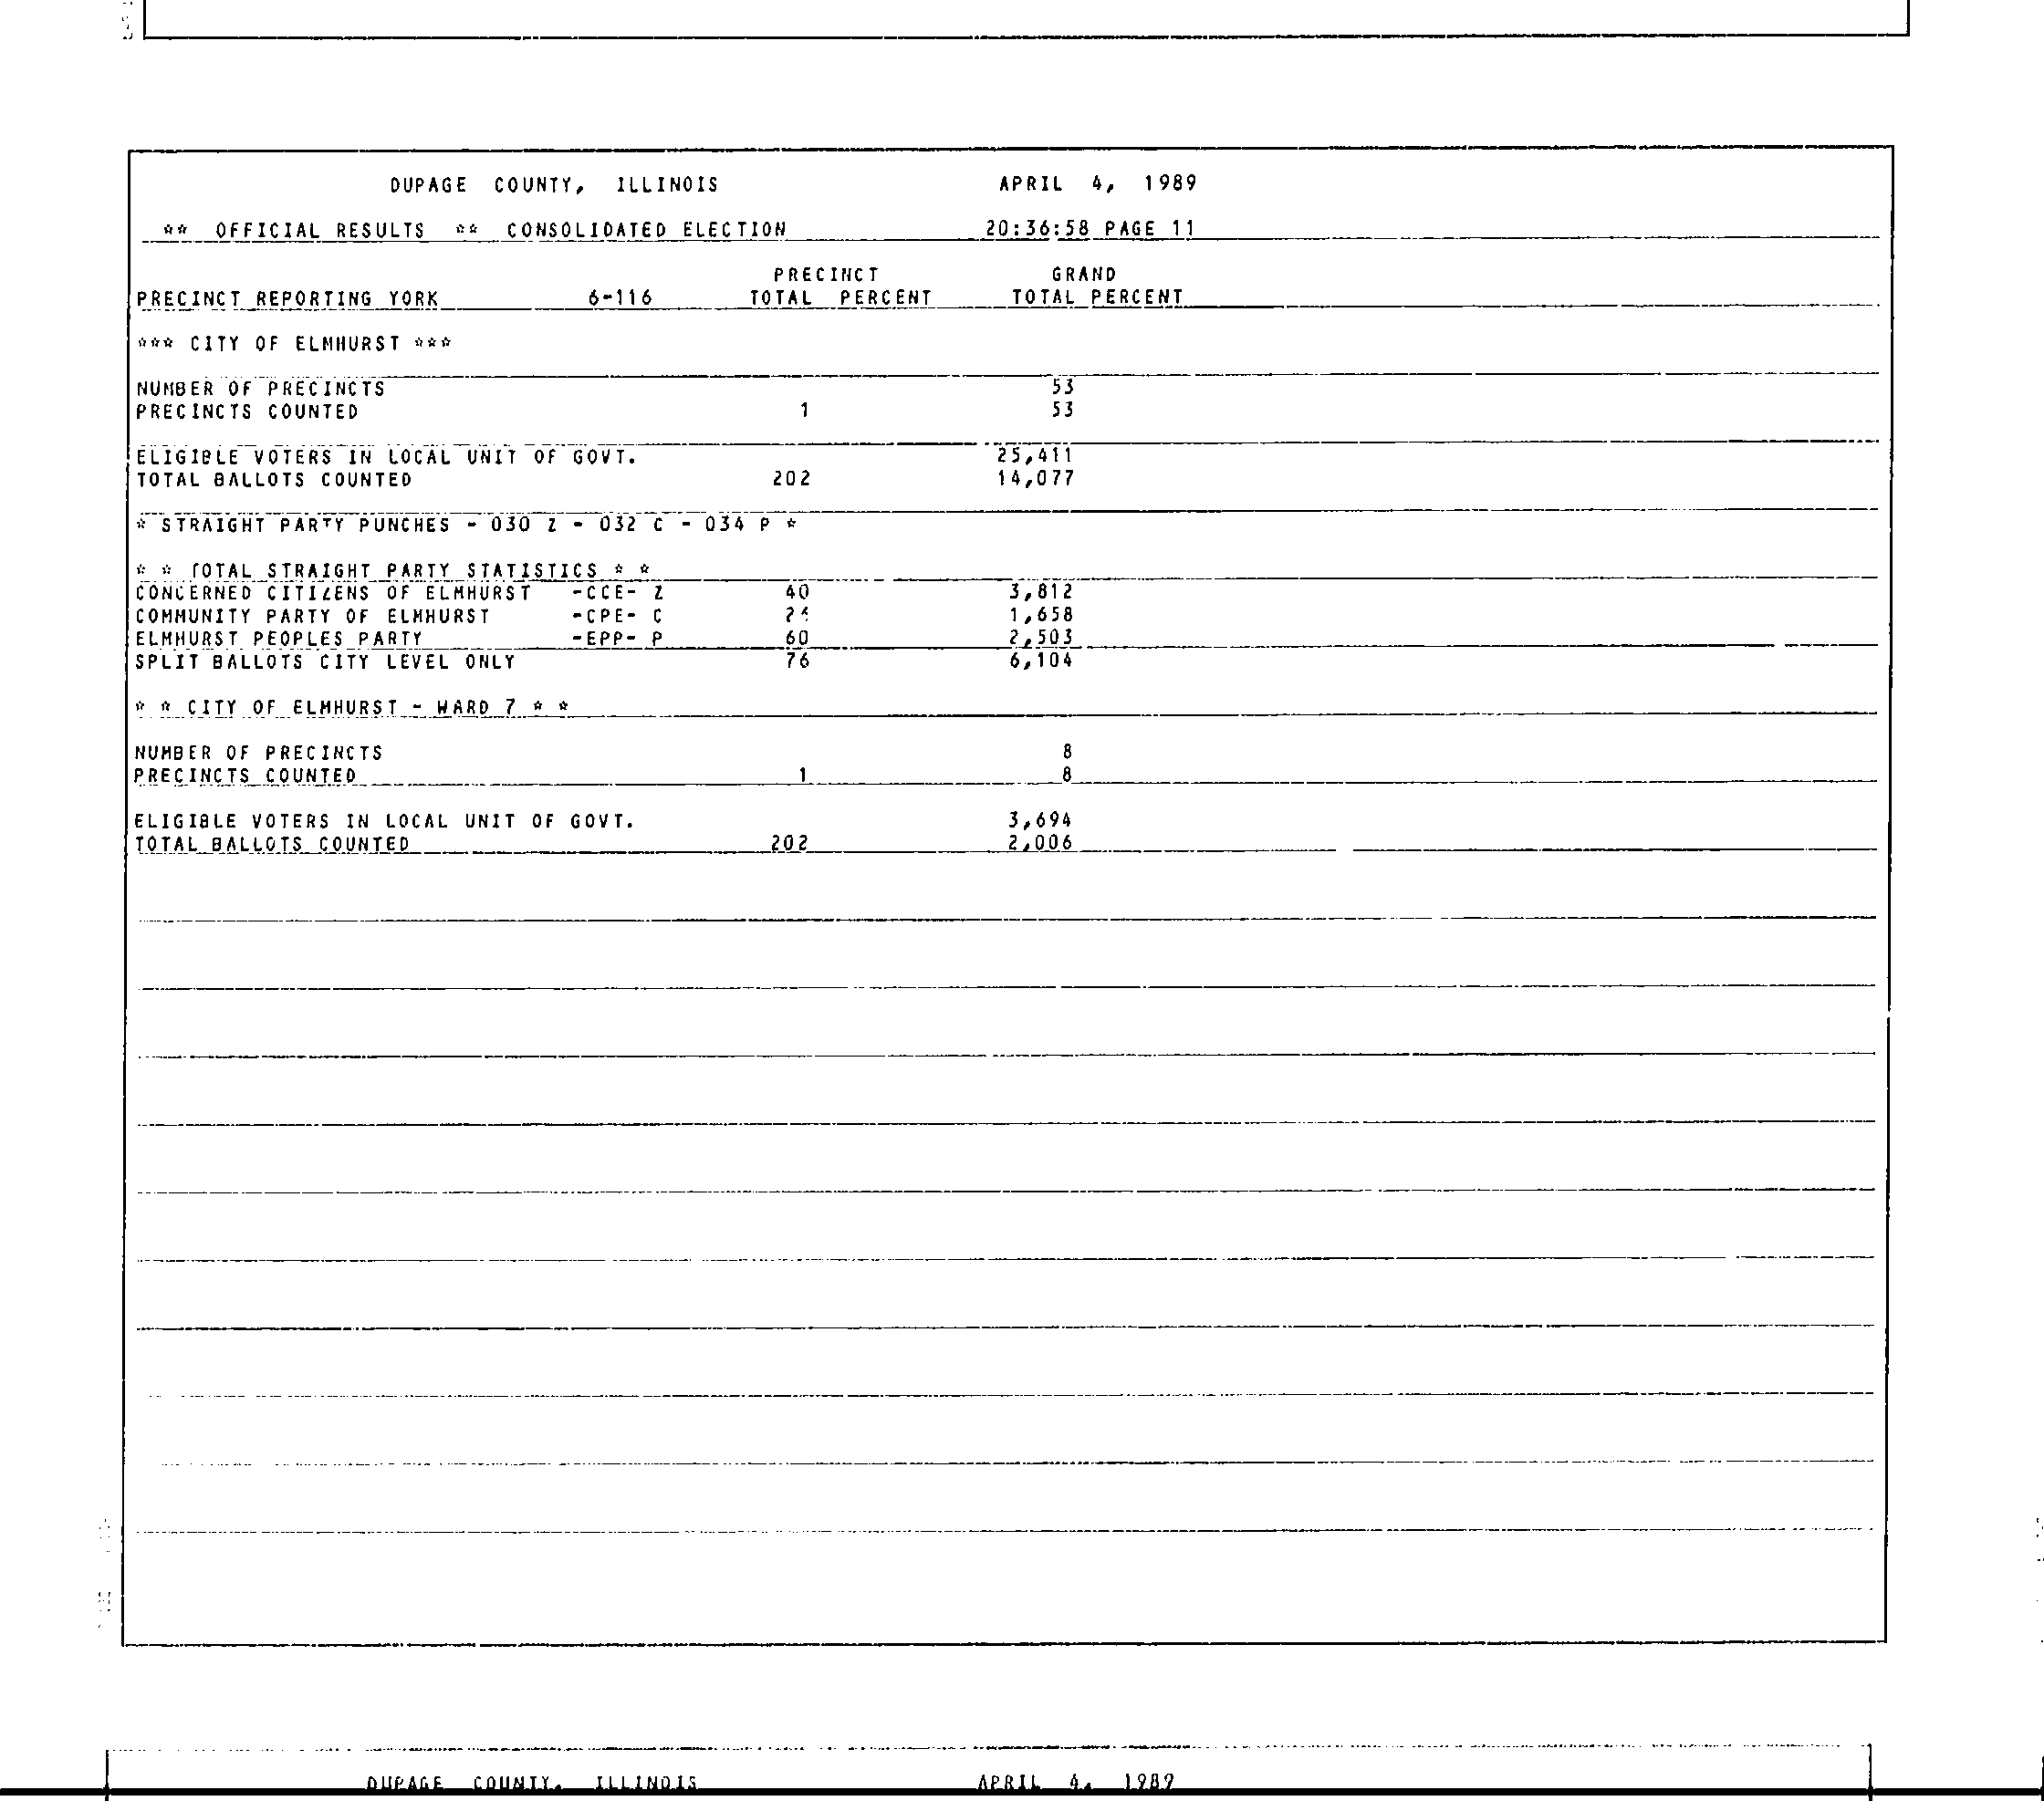 DUPAGE COUNTY, ILLINOIS APRIL 4, 1989
** OFFICIAL RESULTS ** CONSOLIDATED ELECTION 20:36:58 PAGE 11
PRECINCT GRAND
PRECINCT REPORTING YORK 6-116 TOTAL PERCENT TOTAL PERCENT
*** CITY OF ELMHURST ***
NUMBER OF PRECINCTS 53
PRECINCTS COUNTED 1 53
ELIGIBLE VOTERS IN LOCAL UNIT OF GOVT. 25,411
TOTAL BALLOTS COUNTED 202 14,077
* STRAIGHT PARTY PUNCHES - 030 Z - 032 C - 034 P *
* * TOTAL STRAIGHT PARTY STATISTICS * *
CONCERNED CITIZENS OF ELMHURST -CCE- Z 40 3,812
COMMUNITY PARTY OF ELMHURST -CPE- C 26 1,658
ELMHURST PEOPLES PARTY -EPP- P 60 2,503
SPLIT BALLOTS CITY LEVEL ONLY 76 6,104
* * CITY OF ELMHURST - WARD 7 * *
NUMBER OF PRECINCTS 8
PRECINCTS COUNTED 1 8
ELIGIBLE VOTERS IN LOCAL UNIT OF GOVT. 3,694
TOTAL BALLOTS COUNTED 202 2,006
DUPAGE COUNTY, ILLINOIS APRIL 4, 1989